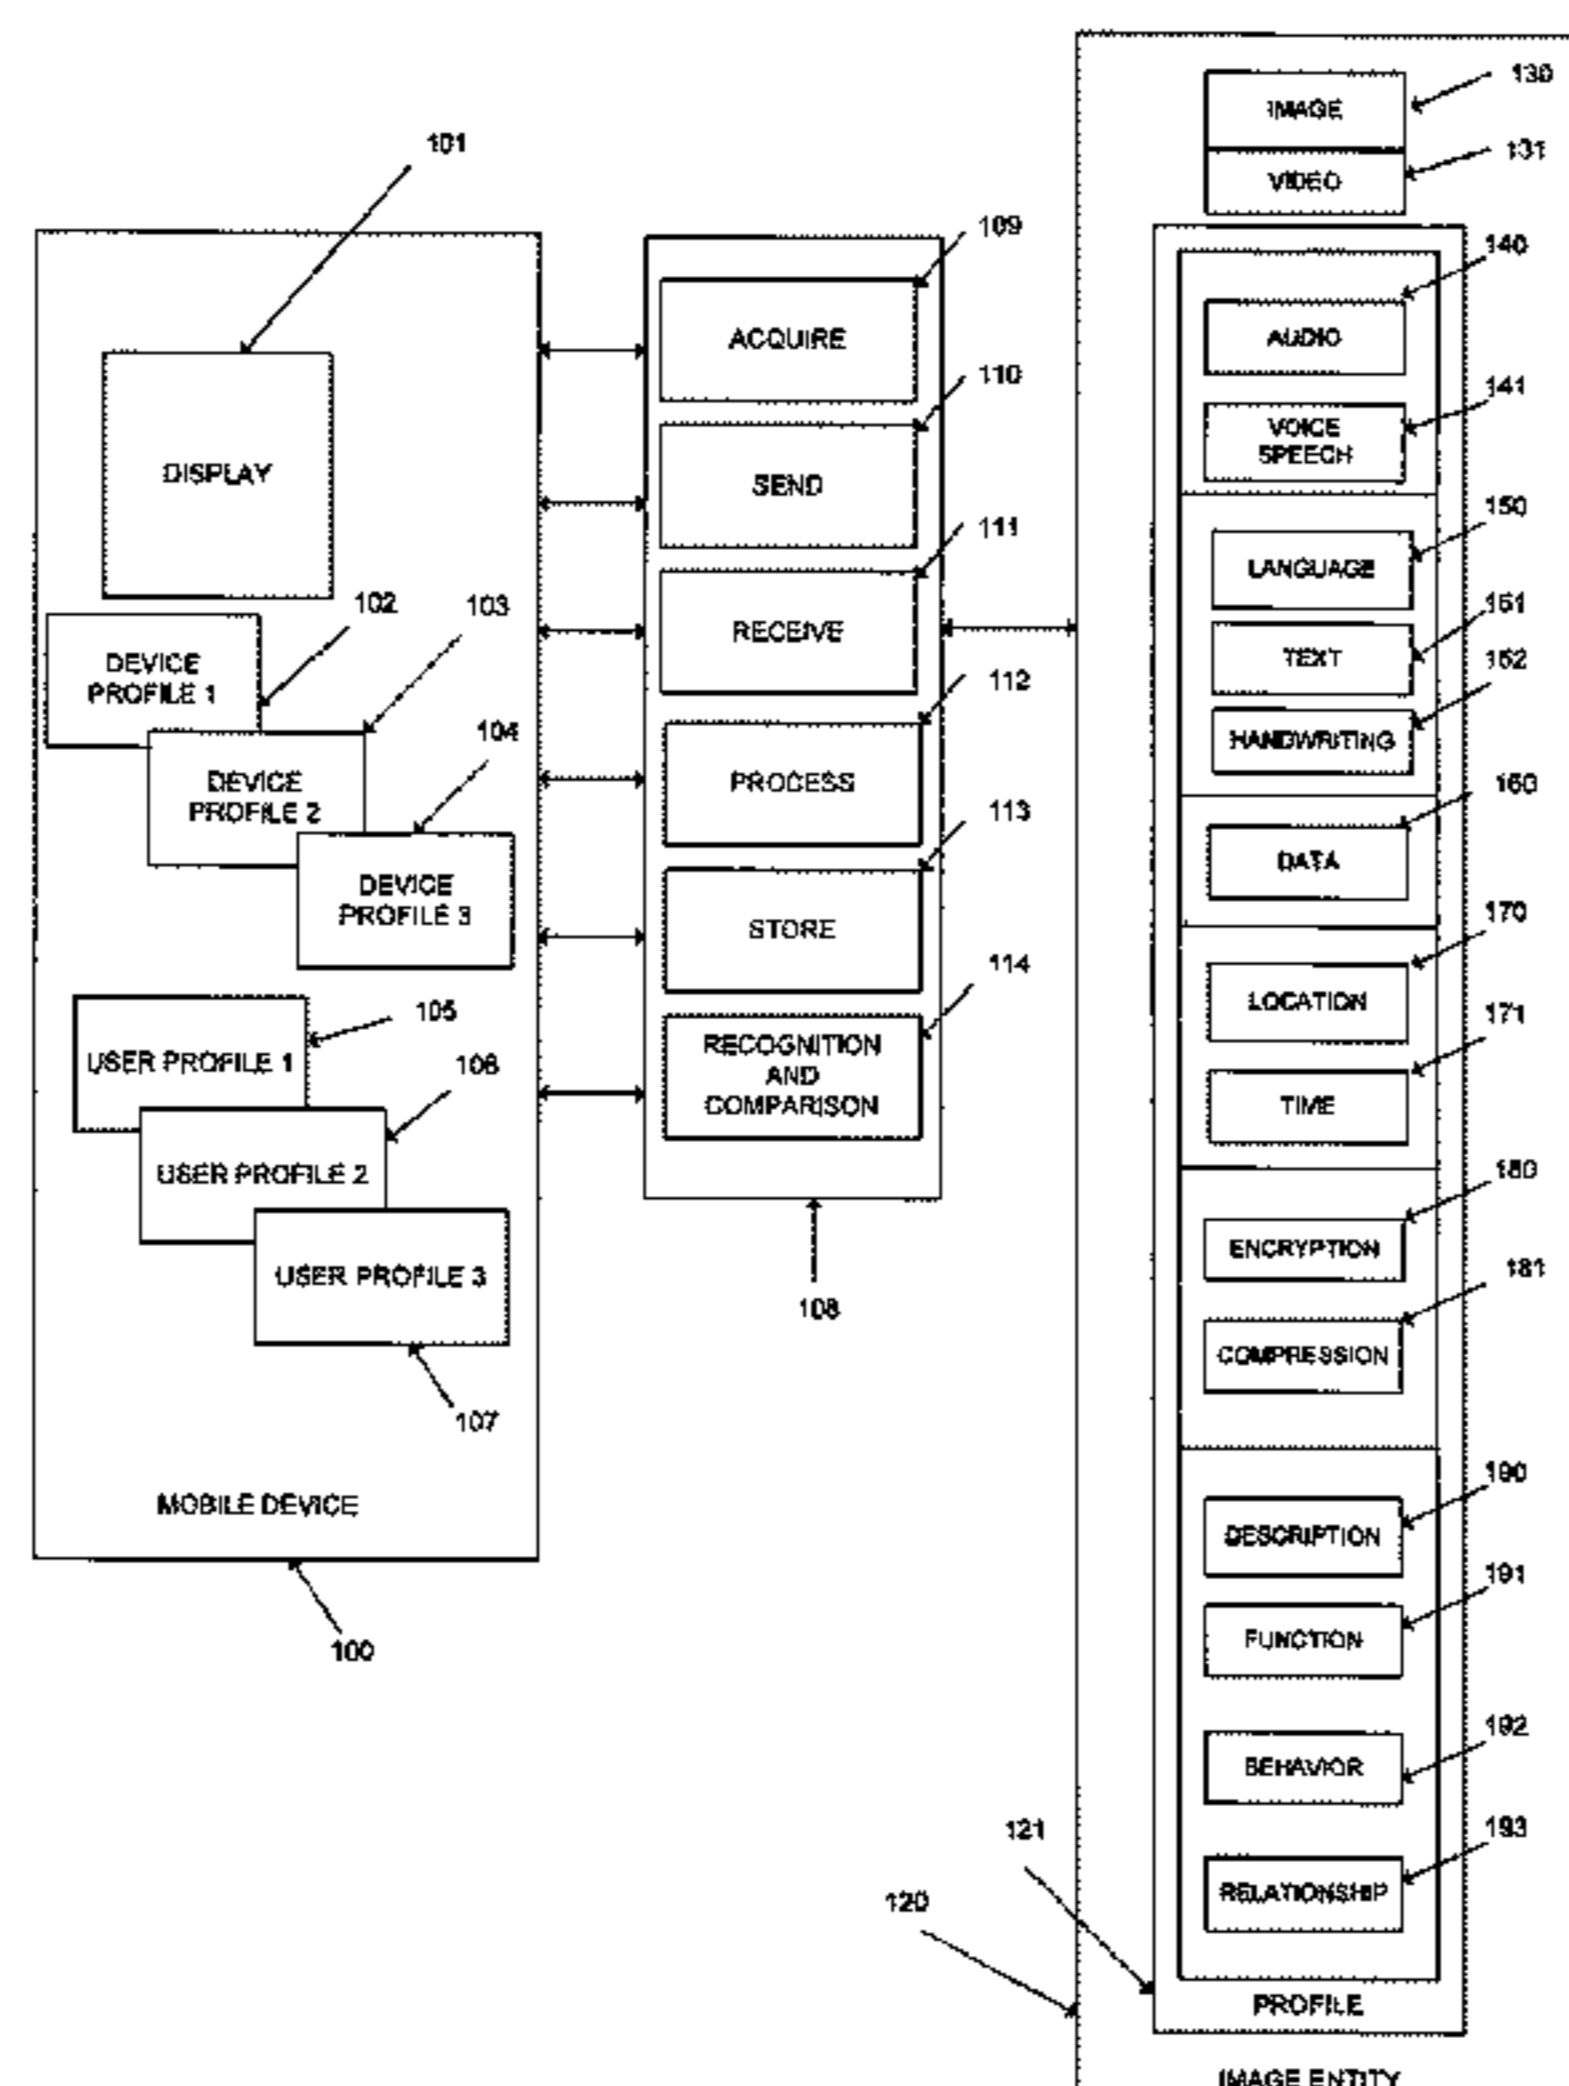 101
DISPLAY
102
103
DEVICE
PROFILE 1
104
DEVICE
PROFILE 2
DEVICE
PROFILE 3
105
USER PROFILE 1
106
USER PROFILE 2
USER PROFILE 3
107
MOBILE DEVICE
100
109
ACQUIRE
110
SEND
111
RECEIVE
112
PROCESS
113
STORE
114
RECOGNITION
AND
COMPARISON
108
130
IMAGE
131
VIDEO
140
AUDIO
141
VOICE
SPEECH
150
LANGUAGE
151
TEXT
152
HANDWRITING
160
DATA
170
LOCATION
171
TIME
180
ENCRYPTION
181
COMPRESSION
190
DESCRIPTION
191
FUNCTION
192
BEHAVIOR
193
RELATIONSHIP
121
120
PROFILE
IMAGE ENTITY